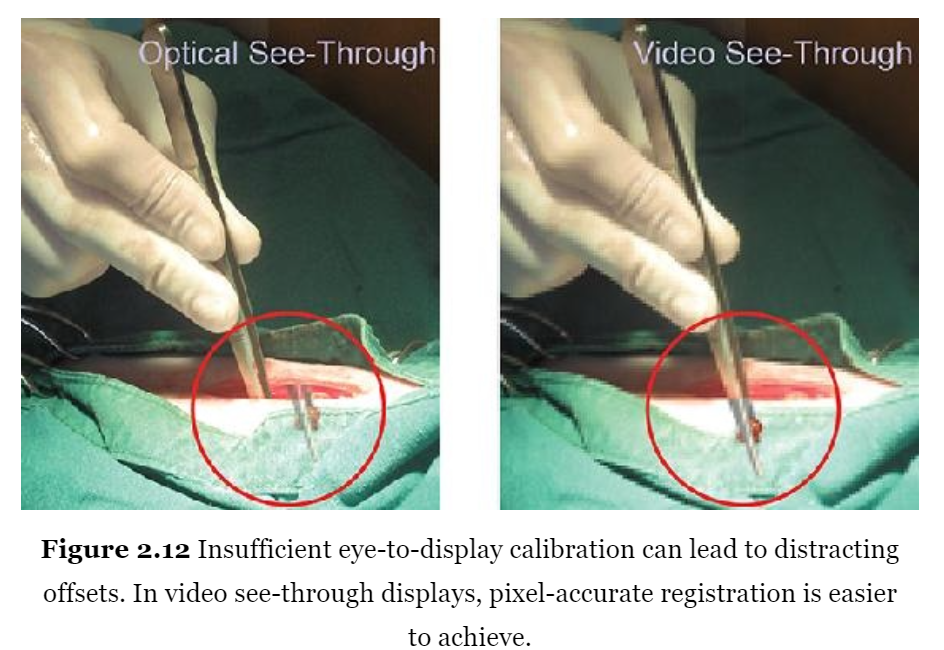 Optical See-Through
Video See-Through
Figure 2.12 Insufficient eye-to-display calibration can lead to distracting
offsets. In video see-through displays, pixel-accurate registration is easier
to achieve.